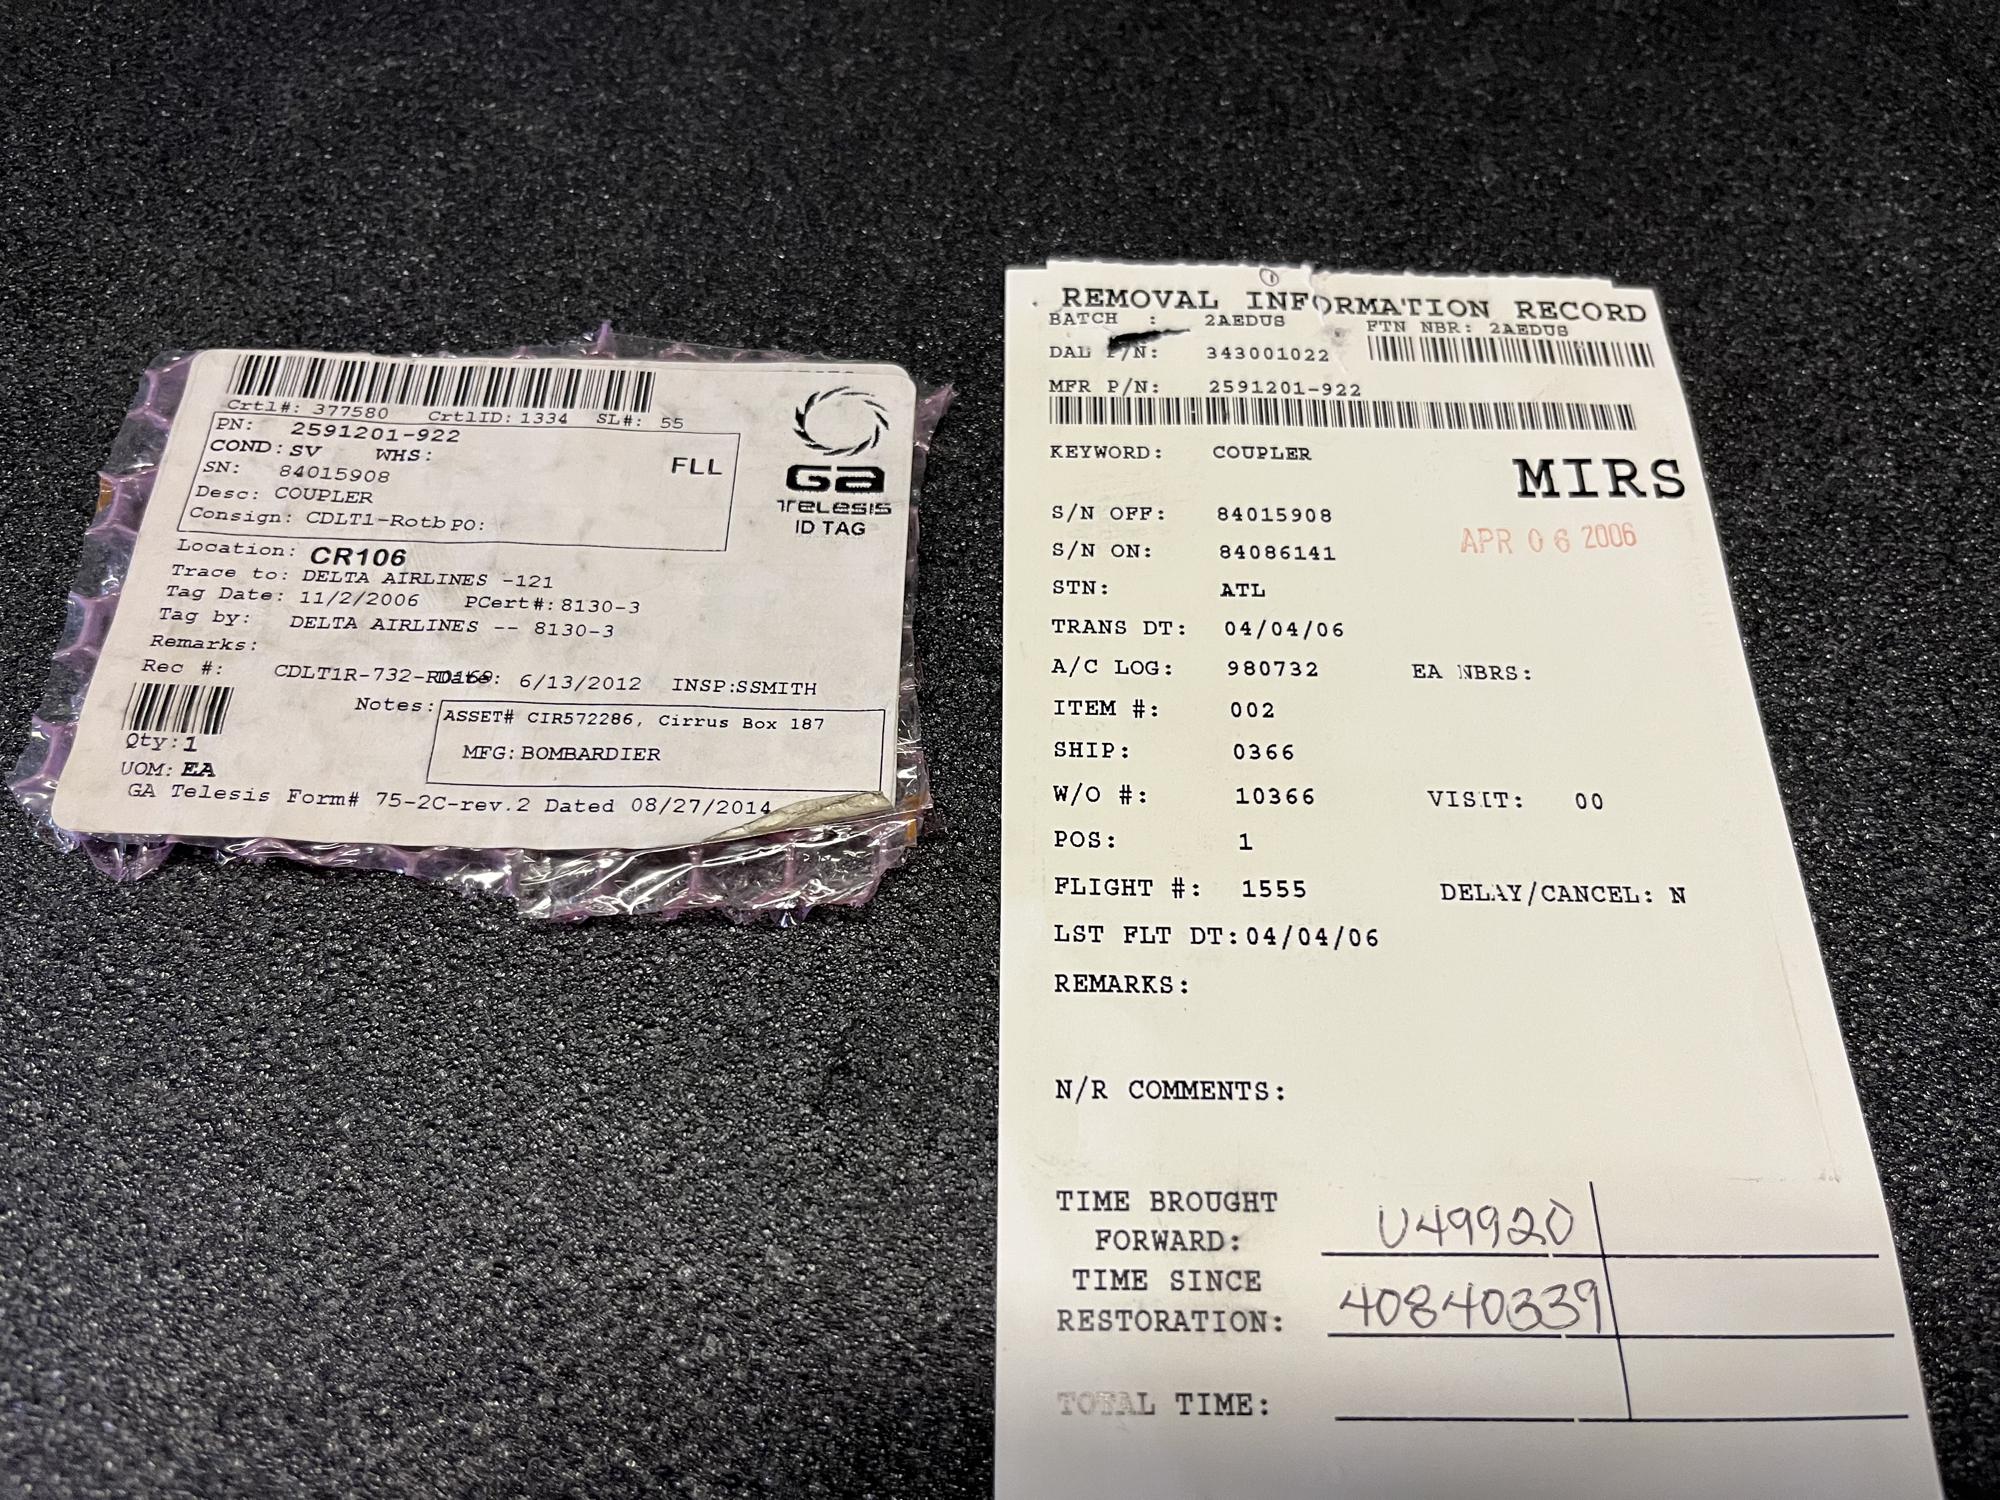 Crtl#: 377580 CrtlID: 1334 SL#: 55
PN: 2591201-922
COND: SV WHS:
FLL
SN: 84015908
Desc: COUPLER
Consign: CDLT1-Rotb PO:
GA
TELESIS
ID TAG
Location: CR106
Trace to: DELTA AIRLINES -121
Tag Date: 11/2/2006 PCert#: 8130-3
Tag by: DELTA AIRLINES -- 8130-3
Remarks:
Rec #: CDLT1R-732- Date: 6/13/2012 INSP:SSMITH
Notes: ASSET# CIR572286, Cirrus Box 187
MFG: BOMBARDIER
Qty: 1
UOM: EA
GA Telesis Form# 75-2C-rev.2 Dated 08/27/2014
REMOVAL INFORMATION RECORD
BATCH : 2AEDUS FTN NBR: 2AEDUS
DAL P/N: 343001022
MFR P/N: 2591201-922
KEYWORD: COUPLER
MIRS
S/N OFF: 84015908
APR 06 2006
S/N ON: 84086141
STN: ATL
TRANS DT: 04/04/06
A/C LOG: 980732 EA NBRS:
ITEM #: 002
SHIP: 0366
W/O #: 10366 VISIT: 00
POS: 1
FLIGHT #: 1555 DELAY/CANCEL: N
LST FLT DT: 04/04/06
REMARKS:
N/R COMMENTS:
TIME BROUGHT
FORWARD: U49920
TIME SINCE
RESTORATION: 40840339
TOTAL TIME: